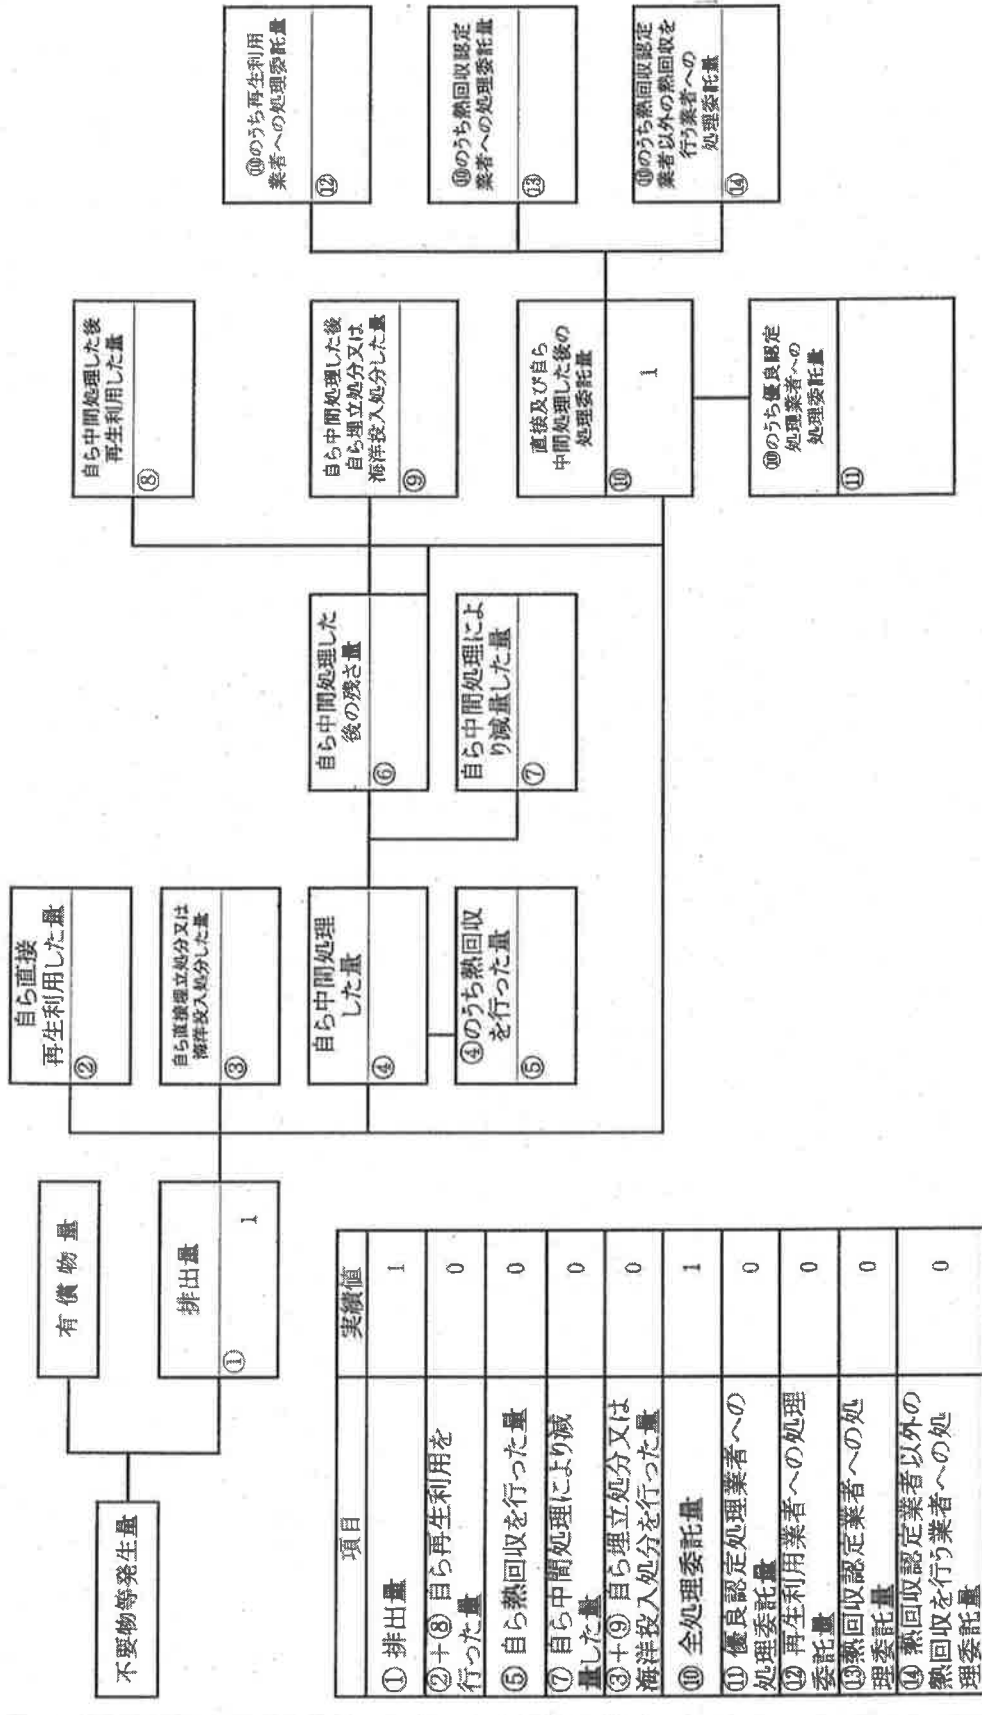 不要物等発生量
有償物量
排出量
①
1
自ら直接
再生利用した量
②
自ら直接埋立処分又は
海洋投入処分した量
③
自ら中間処理
した量
④
④のうち熱回収
を行った量
⑤
自ら中間処理した
後の残さ量
⑥
自ら中間処理によ
り減量した量
⑦
自ら中間処理した後
再生利用した量
⑧
自ら中間処理した後
自ら埋立処分又は
海洋投入処分した量
⑨
直接及び自ら
中間処理した後の
処理委託量
⑩
1
⑩のうち優良認定
処理業者への
処理委託量
⑪
⑩のうち再生利用
業者への処理委託量
⑫
⑩のうち熱回収認定
業者への処理委託量
⑬
⑩のうち熱回収認定
業者以外の熱回収を
行う業者への
処理委託量
⑭
項目 実績値
①排出量 1
②+⑧ 自ら再生利用を
行った量 0
⑤ 自ら熱回収を行った量 0
⑦ 自ら中間処理により減
量した量 0
③+⑨ 自ら埋立処分又は
海洋投入処分を行った量 0
⑩ 全処理委託量 1
⑪ 優良認定処理業者への
処理委託量 0
⑫ 再生利用業者への処理
委託量 0
⑬熱回収認定業者への処
理委託量 0
⑭ 熱回収認定業者以外の
熱回収を行う業者への処
理委託量 0